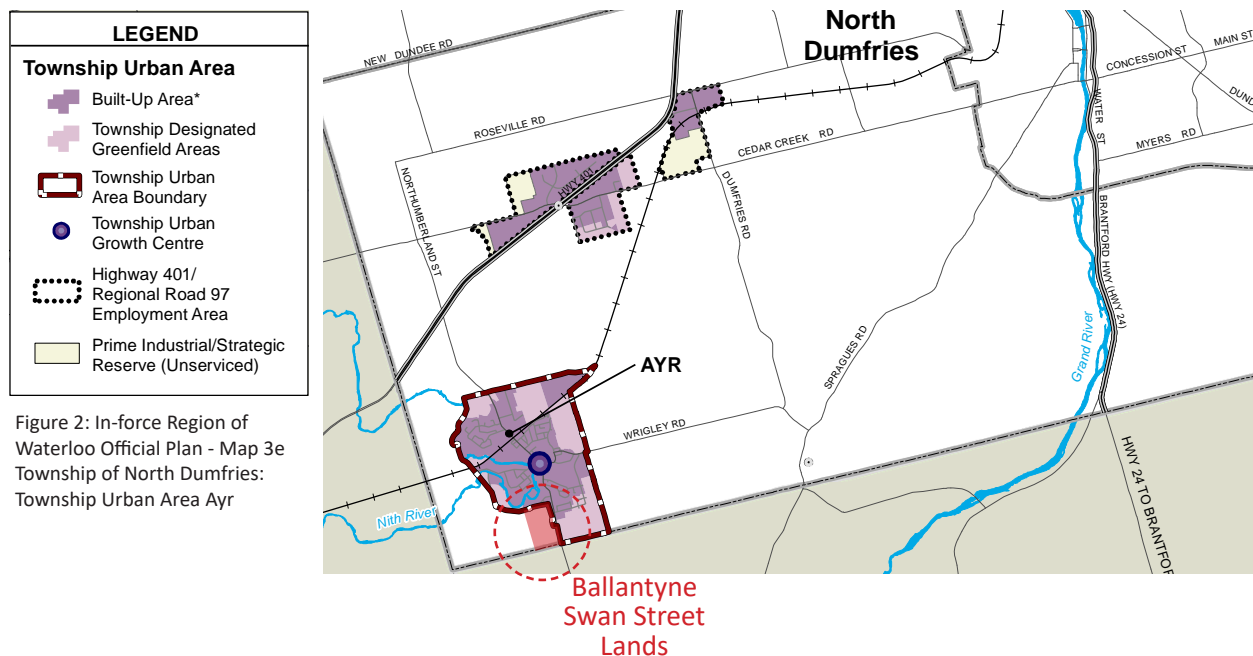 LEGEND
Township Urban Area
Built-Up Area*
Township Designated
Greenfield Areas
Township Urban
Area Boundary
Township Urban
Growth Centre
Highway 401/
Regional Road 97
Employment Area
Prime Industrial/Strategic
Reserve (Unserviced)
Figure 2: In-force Region of
Waterloo Official Plan - Map 3e
Township of North Dumfries:
Township Urban Area Ayr
North
Dumfries
NEW DUNDEE RD
ROSEVILLE RD
CEDAR CREEK RD
HWY 401
NORTHUMBERLAND ST
DUMFRIES RD
CONCESSION ST
MAIN ST
WATER ST
DUND
MYERS RD
BRANTFORD HWY (HWY 24)
Grand River
SPRAGUES RD
AYR
WRIGLEY RD
Nith River
HWY 24 TO BRANTFOR
Ballantyne
Swan Street
Lands